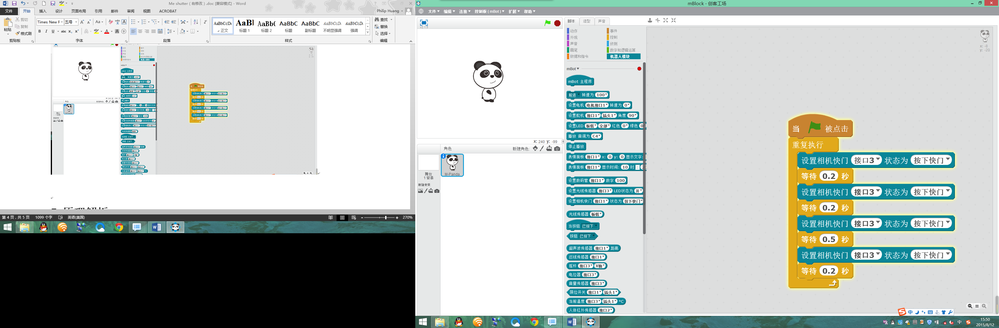 Me shutter（有修改）.doc [兼容模式] - Word
文件 开始 插入 设计 页面布局 引用 邮件 审阅 视图 ACROBAT Philip Huang
粘贴 剪切 复制 格式刷
Times New F 五号
AaBbCcDc AaBl AaBb( AaBbC AaBbC AaBbCcDi AaBbCcDi
正文 标题 1 标题 2 标题 副标题 不明显强调 强调
查找 替换 选择
剪贴板 字体 段落 样式 编辑
第 4 页，共 5 页 1099 个字 英语(美国) 270%
mBlock - 创客工场
文件 编辑 连接 控制板 ( mBot ) 扩展 帮助
v2.1.5
x: 240 y: -99
角色 新建角色:
舞台
1 背景
新建背景
M-Panda
脚本 造型 声音
动作 事件
外观 控制
声音 侦测
画笔 数字和逻辑运算
数据和指令 机器人模块
mBot
mBot 主程序
前进 转速为 100
设置电机 电机接口1 转速为 0
设置舵机 接口1 插头1 角度 90
设置LED 板载 全部 红色 0 绿色 0
播放 音调为 C4
停止播放
表情面板 接口1 x: 0 y: 0 显示文字:
表情面板 接口1 显示时间: 10 时 :
设置数码管 接口1 数字 100
设置光线传感器 接口3 LED状态为 开
设置相机快门 接口1 状态为 按下快门
光线传感器 板载
当按钮 已按下
按钮 已按下
超声波传感器 接口1 距离
巡线传感器 接口1
摇杆 接口3 X轴
电位器 接口3
音量传感器 接口3
限位开关 接口1 插头1
当前温度 接口3 插头1 °C
人体红外传感器 接口2
x: -8
y: -20
当 被点击
重复执行
设置相机快门 接口3 状态为 按下快门
等待 0.2 秒
设置相机快门 接口3 状态为 按下快门
等待 0.2 秒
设置相机快门 接口3 状态为 按下快门
等待 0.5 秒
设置相机快门 接口3 状态为 按下快门
等待 0.2 秒
中
中
15:50
2015/8/12